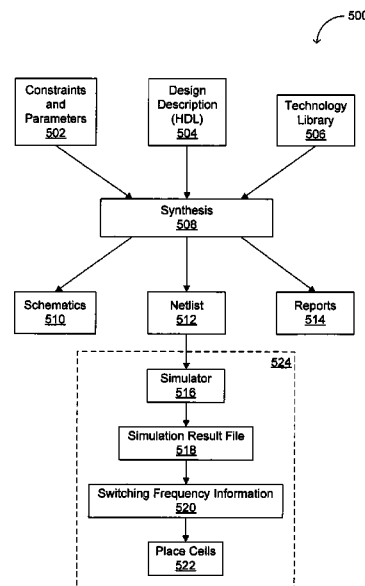 500
Constraints
and
Parameters
502
Design
Description
(HDL)
504
Technology
Library
506
Synthesis
508
Schematics
510
Netlist
512
Reports
514
524
Simulator
516
Simulation Result File
518
Switching Frequency Information
520
Place Cells
522